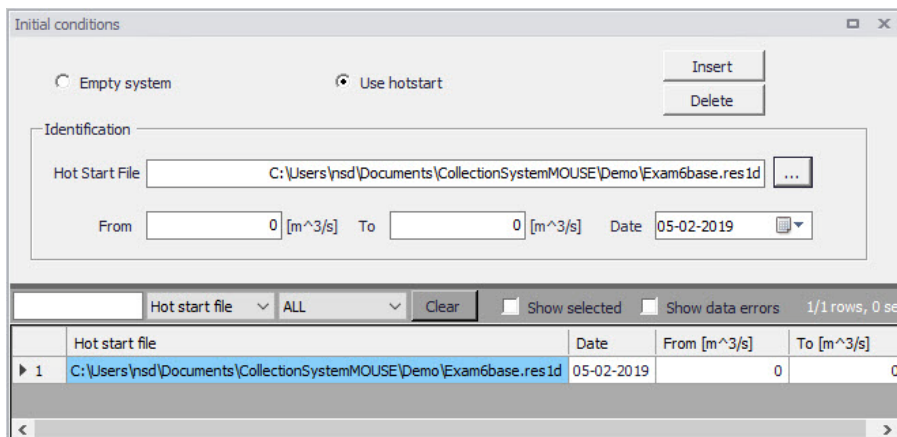 Initial conditions
Empty system Use hotstart Insert
Delete
Identification
Hot Start File C:\Users\nsd\Documents\CollectionSystemMOUSE\Demo\Exam6base.res1d ...
From 0 [m^3/s] To 0 [m^3/s] Date 05-02-2019
Hot start file ALL Clear Show selected Show data errors 1/1 rows, 0 se
Hot start file Date From [m^3/s] To [m^3/s]
1 C:\Users\nsd\Documents\CollectionSystemMOUSE\Demo\Exam6base.res1d 05-02-2019 0 0